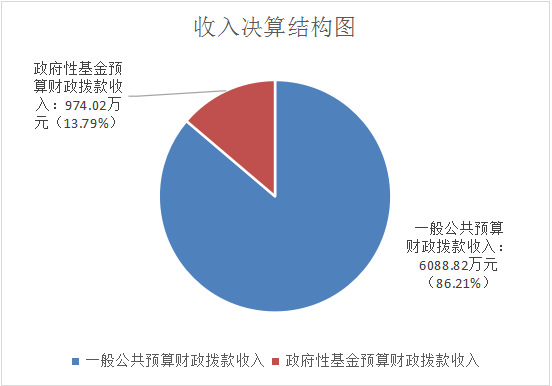 收入决算结构图
政府性基金预
算财政拨款收
入：974.02万
元（13.79%）
一般公共预算
财政拨款收入：
6088.82万元
（86.21%）
一般公共预算财政拨款收入 政府性基金预算财政拨款收入